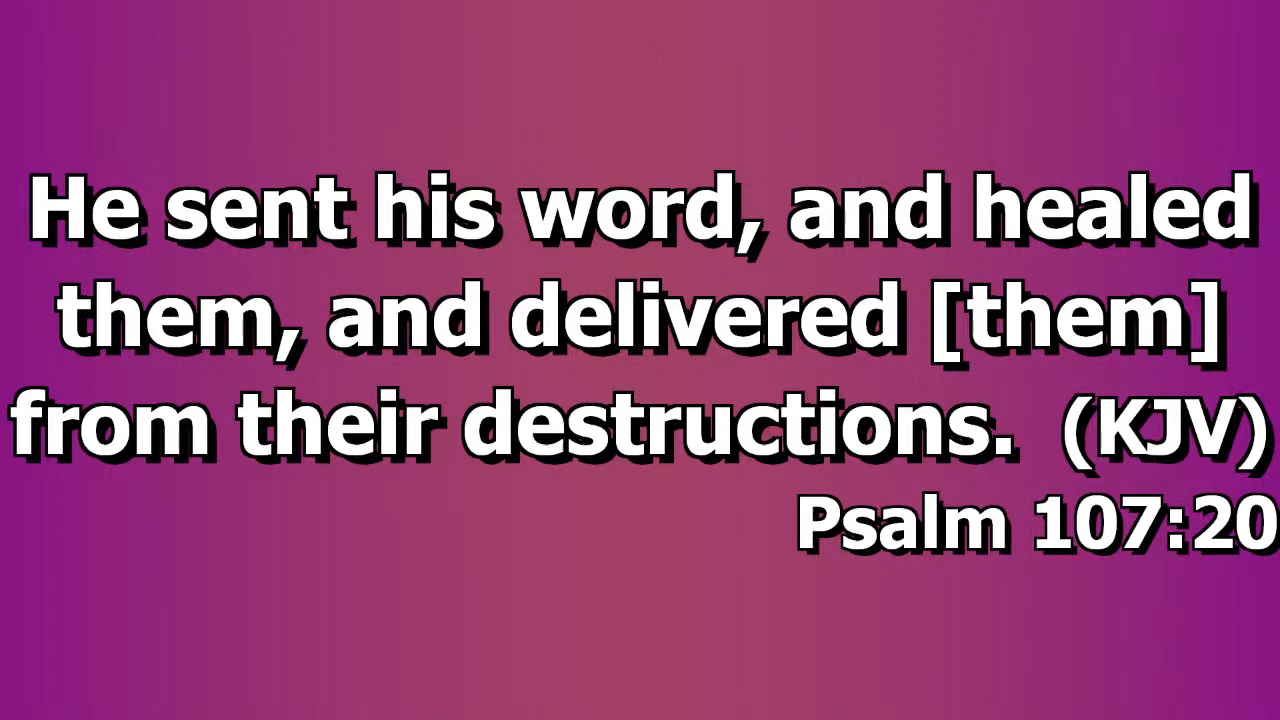 He sent his word, and healed
them, and delivered [them]
from their destructions. (KJV)
Psalm 107:20